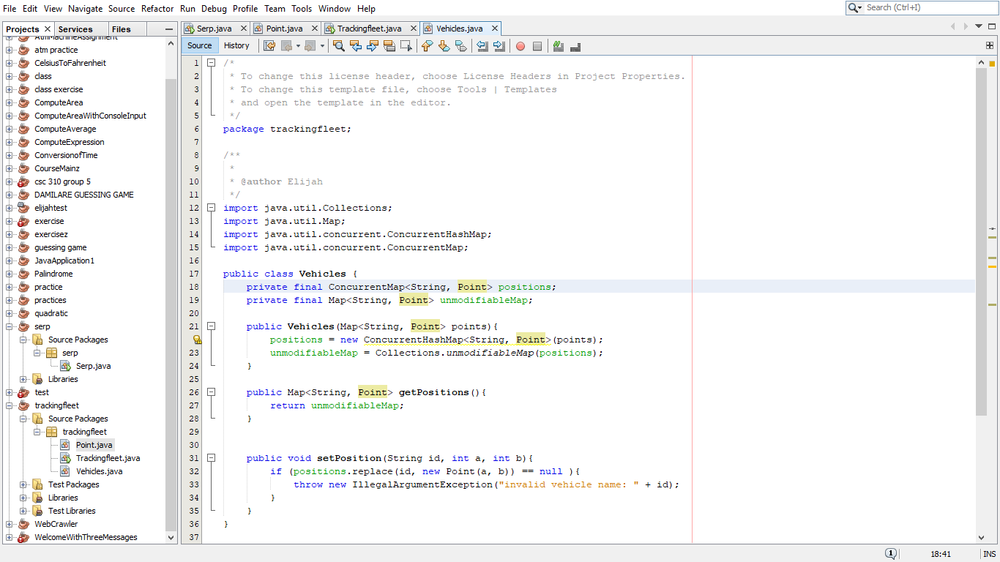 File Edit View Navigate Source Refactor Run Debug Profile Team Tools Window Help
Search (Ctrl+I)
Projects Services Files
AtmMachineAssignment
atm practice
CelsiusToFahrenheit
class
class exercise
ComputeArea
ComputeAreaWithConsoleInput
ComputeAverage
ComputeExpression
ConversionofTime
CourseMainz
csc 310 group 5
DAMILARE GUESSING GAME
elijahtest
exercise
exercisez
guessing game
JavaApplication1
Palindrome
practice
practices
quadratic
serp
Source Packages
serp
Serp.java
Libraries
test
trackingfleet
Source Packages
trackingfleet
Point.java
Trackingfleet.java
Vehicles.java
Test Packages
Libraries
Test Libraries
WebCrawler
WelcomeWithThreeMessages
Serp.java Point.java Trackingfleet.java Vehicles.java
Source History
1 /*
2 * To change this license header, choose License Headers in Project Properties.
3 * To change this template file, choose Tools | Templates
4 * and open the template in the editor.
5 */
6 package trackingfleet;
7
8 /**
9 *
10 * @author Elijah
11 */
12 import java.util.Collections;
13 import java.util.Map;
14 import java.util.concurrent.ConcurrentHashMap;
15 import java.util.concurrent.ConcurrentMap;
16
17 public class Vehicles {
18 private final ConcurrentMap<String, Point> positions;
19 private final Map<String, Point> unmodifiableMap;
20
21 public Vehicles(Map<String, Point> points){
positions = new ConcurrentHashMap<String, Point>(points);
23 unmodifiableMap = Collections.unmodifiableMap(positions);
24 }
25
26 public Map<String, Point> getPositions(){
27 return unmodifiableMap;
28 }
29
30
31 public void setPosition(String id, int a, int b){
32 if (positions.replace(id, new Point(a, b)) == null ){
33 throw new IllegalArgumentException("invalid vehicle name: " + id);
34 }
35 }
36 }
37
1 18:41 INS